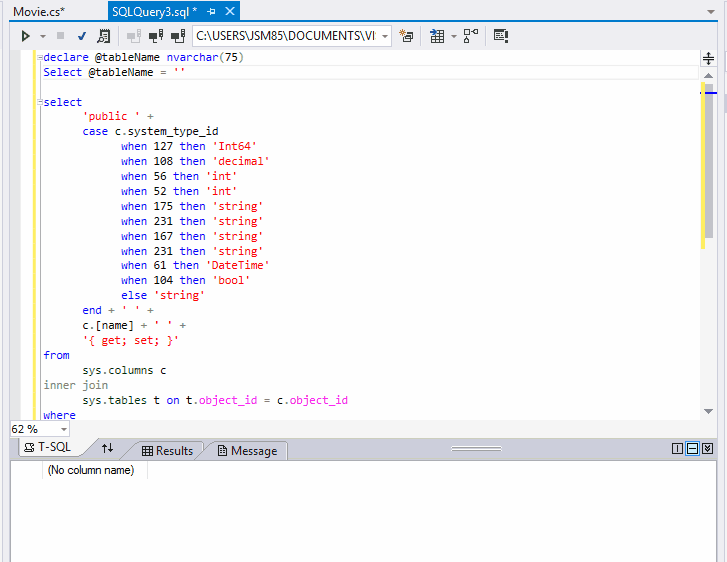 Movie.cs*
SQLQuery3.sql *
C:\USERS\JSM85\DOCUMENTS\VI
declare @tableName nvarchar(75)
Select @tableName = ''
select
'public ' +
case c.system_type_id
when 127 then 'Int64'
when 108 then 'decimal'
when 56 then 'int'
when 52 then 'int'
when 175 then 'string'
when 231 then 'string'
when 167 then 'string'
when 231 then 'string'
when 61 then 'DateTime'
when 104 then 'bool'
else 'string'
end + ' ' +
c.[name] + ' ' +
'{ get; set; }'
from
sys.columns c
inner join
sys.tables t on t.object_id = c.object_id
where
62 %
T-SQL
Results
Message
(No column name)